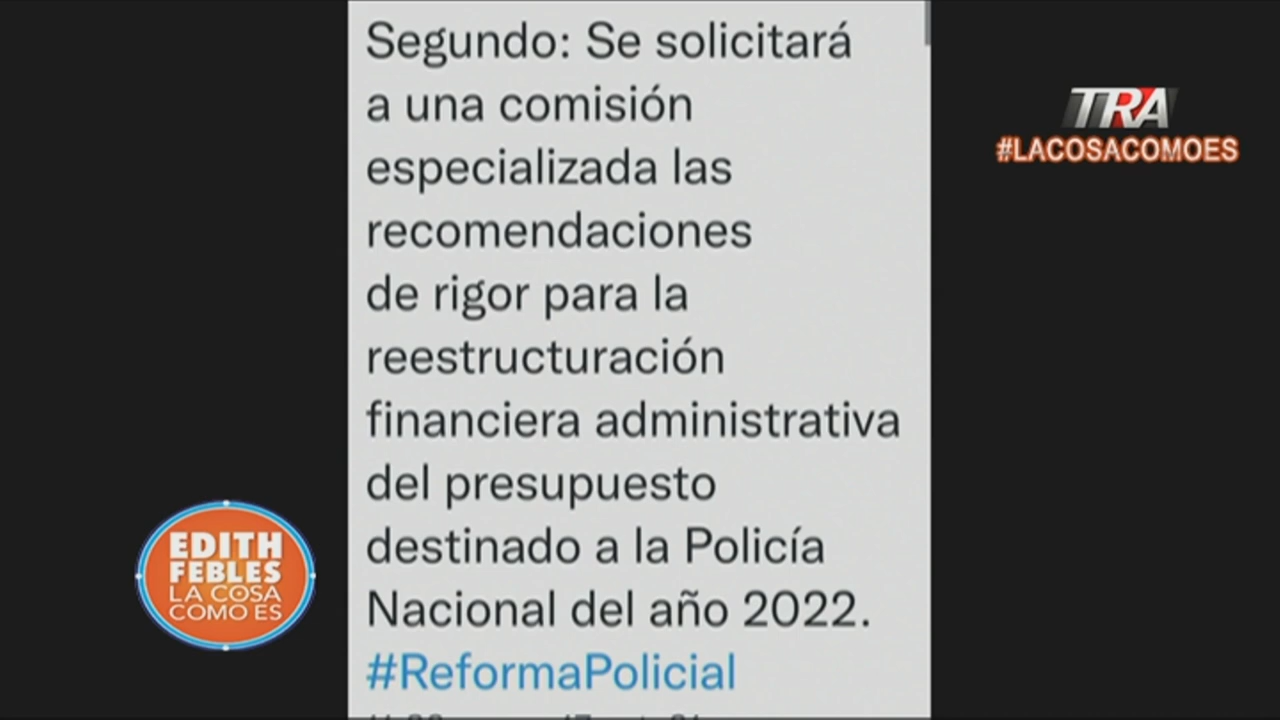 Segundo: Se solicitará
a una comisión
especializada las
recomendaciones
de rigor para la
reestructuración
financiera administrativa
del presupuesto
destinado a la Policía
Nacional del año 2022.
#ReformaPolicial
TRA
#LACOSACOMOES
EDITH
FEBLES
LA COSA
COMO ES